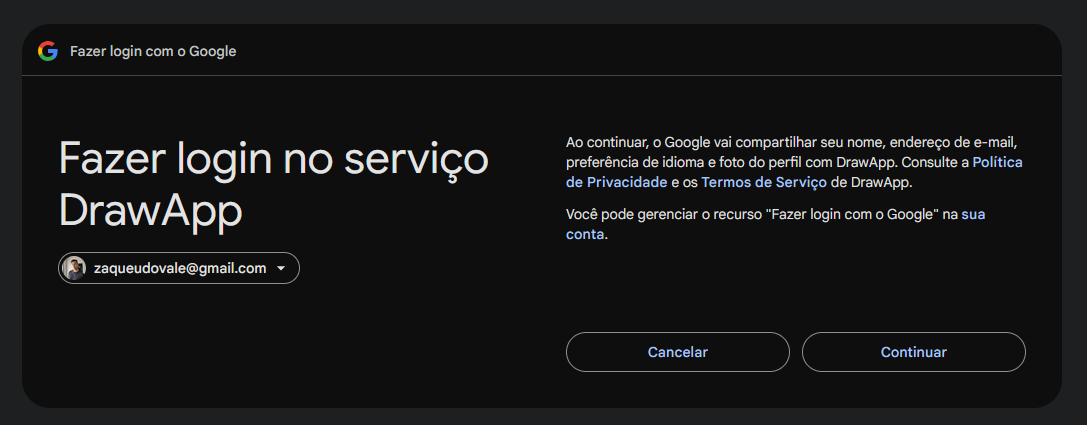 Fazer login com o Google
Fazer login no serviço
DrawApp
zaqueudovale@gmail.com
Ao continuar, o Google vai compartilhar seu nome, endereço de e-mail,
preferência de idioma e foto do perfil com DrawApp. Consulte a Política
de Privacidade e os Termos de Serviço de DrawApp.
Você pode gerenciar o recurso "Fazer login com o Google" na sua
conta.
Cancelar
Continuar